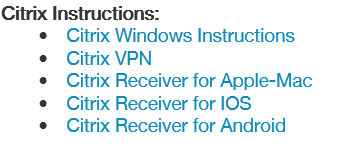 Citrix Instructions:
• Citrix Windows Instructions
• Citrix VPN
• Citrix Receiver for Apple-Mac
• Citrix Receiver for IOS
• Citrix Receiver for Android